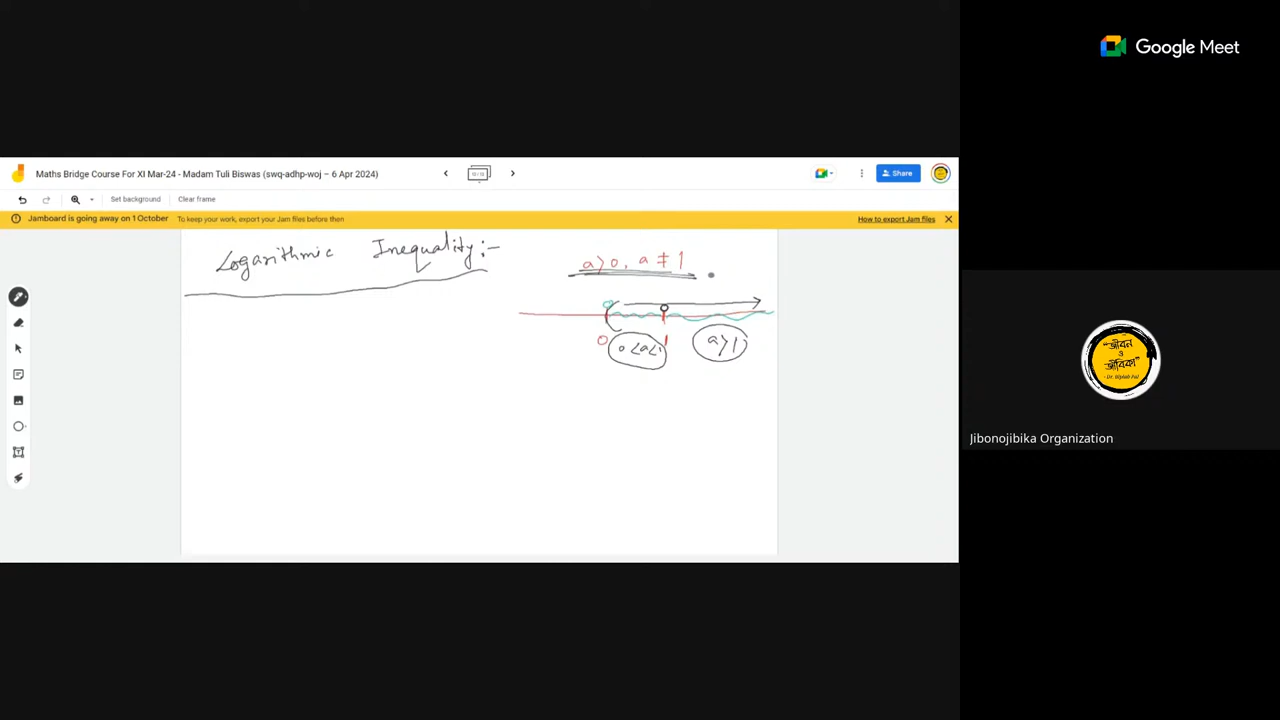 Google Meet
Maths Bridge Course For XI Mar-24 - Madam Tuli Biswas (swq-adhp-woj – 6 Apr 2024)
Share
Set background
Clear frame
Jamboard is going away on 1 October
To keep your work, export your Jam files before then
How to export Jam files
Logarithmic Inequality :-
a>0, a ≠ 1
0
1
0<a<1
a>1
"জীবন
ও
জীবিকা"
Jibonojibika Organization